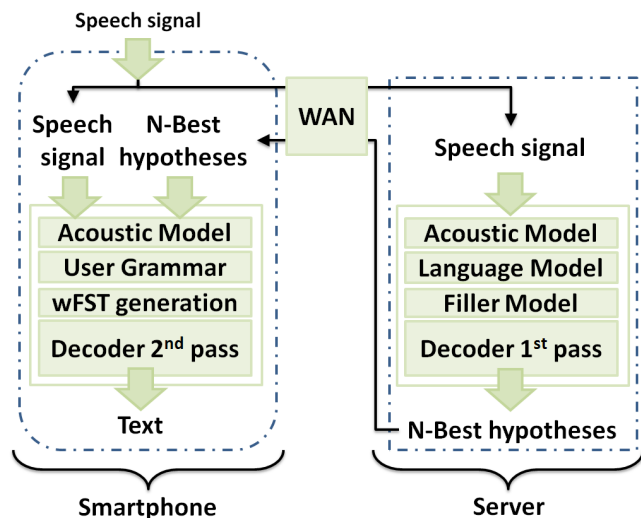 Speech signal
WAN
Speech
signal
N-Best
hypotheses
Acoustic Model
User Grammar
wFST generation
Decoder 2nd pass
Text
Smartphone
Speech signal
Acoustic Model
Language Model
Filler Model
Decoder 1st pass
N-Best hypotheses
Server